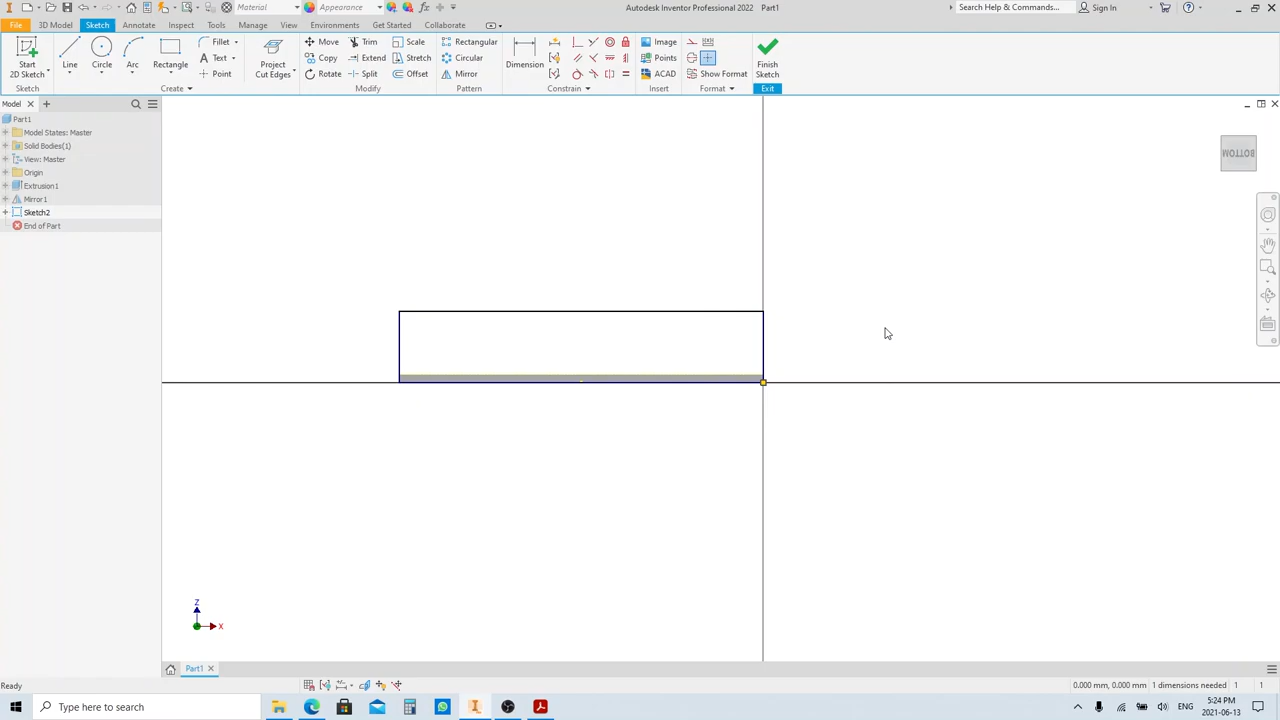 Material
Appearance
Autodesk Inventor Professional 2022 Part1
Search Help & Commands...
Sign In
File
3D Model
Sketch
Annotate
Inspect
Tools
Manage
View
Environments
Get Started
Collaborate
Start
2D Sketch
Line
Circle
Arc
Rectangle
Fillet
Text
Point
Project
Cut Edges
Move
Copy
Rotate
Trim
Extend
Split
Scale
Stretch
Offset
Rectangular
Circular
Mirror
Dimension
Image
Points
ACAD
Show Format
Finish
Sketch
Sketch
Create
Modify
Pattern
Constrain
Insert
Format
Exit
Model
Part1
Model States: Master
Solid Bodies(1)
View: Master
Origin
Extrusion1
Mirror1
Sketch2
End of Part
BOTTOM
Z
X
Part1
Ready
0.000 mm, 0.000 mm
1 dimensions needed
1
1
Type here to search
ENG
5:24 PM
2021-06-13